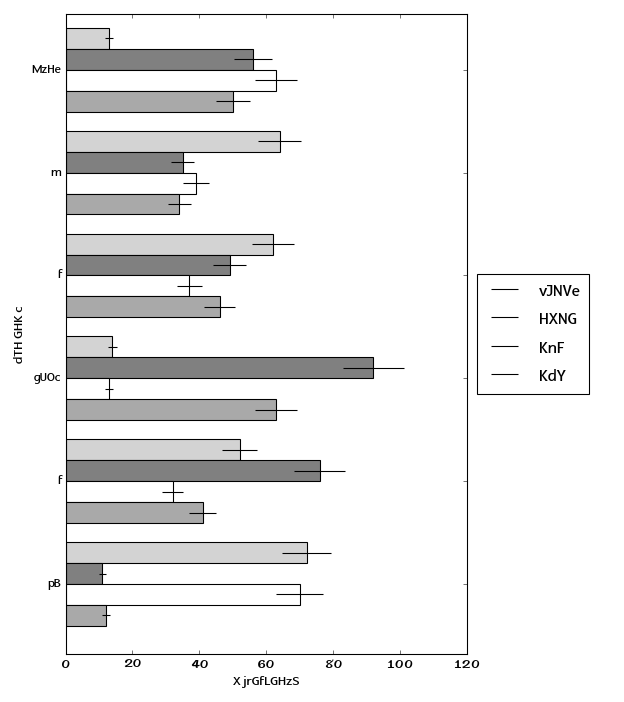 MzHe
m
f
gUOc
f
pB
dTH GHK c
0 20 40 60 80 100 120
X jrGfLGHzS
vJNVe
HXNG
KnF
KdY